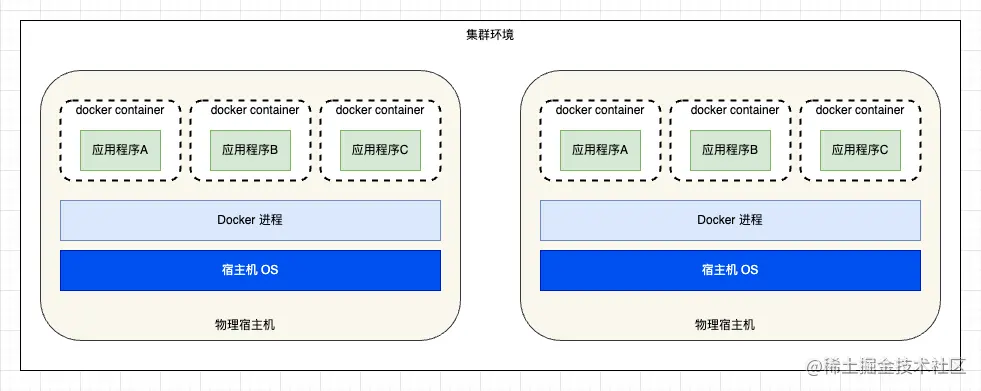 集群环境
docker container
docker container
docker container
应用程序A
应用程序B
应用程序C
Docker 进程
宿主机 OS
物理宿主机
docker container
docker container
docker container
应用程序A
应用程序B
应用程序C
Docker 进程
宿主机 OS
物理宿主机
@稀土掘金技术社区